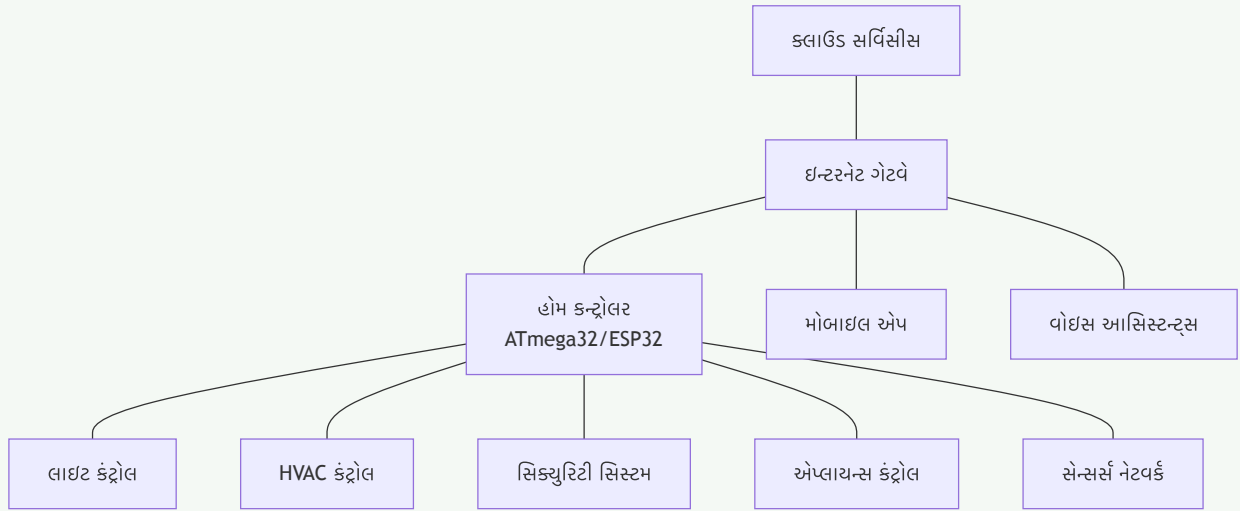 ક્લાઉડ સર્વિસીસ
ઇન્ટરનેટ ગેટવે
હોમ કન્ટ્રોલર
ATmega32/ESP32
મોબાઇલ એપ
વોઇસ આસિસ્ટન્ટ્સ
લાઇટ કંટ્રોલ
HVAC કંટ્રોલ
સિક્યુરિટી સિસ્ટમ
એપ્લાયન્સ કંટ્રોલ
સેન્સર્સ નેટવર્ક